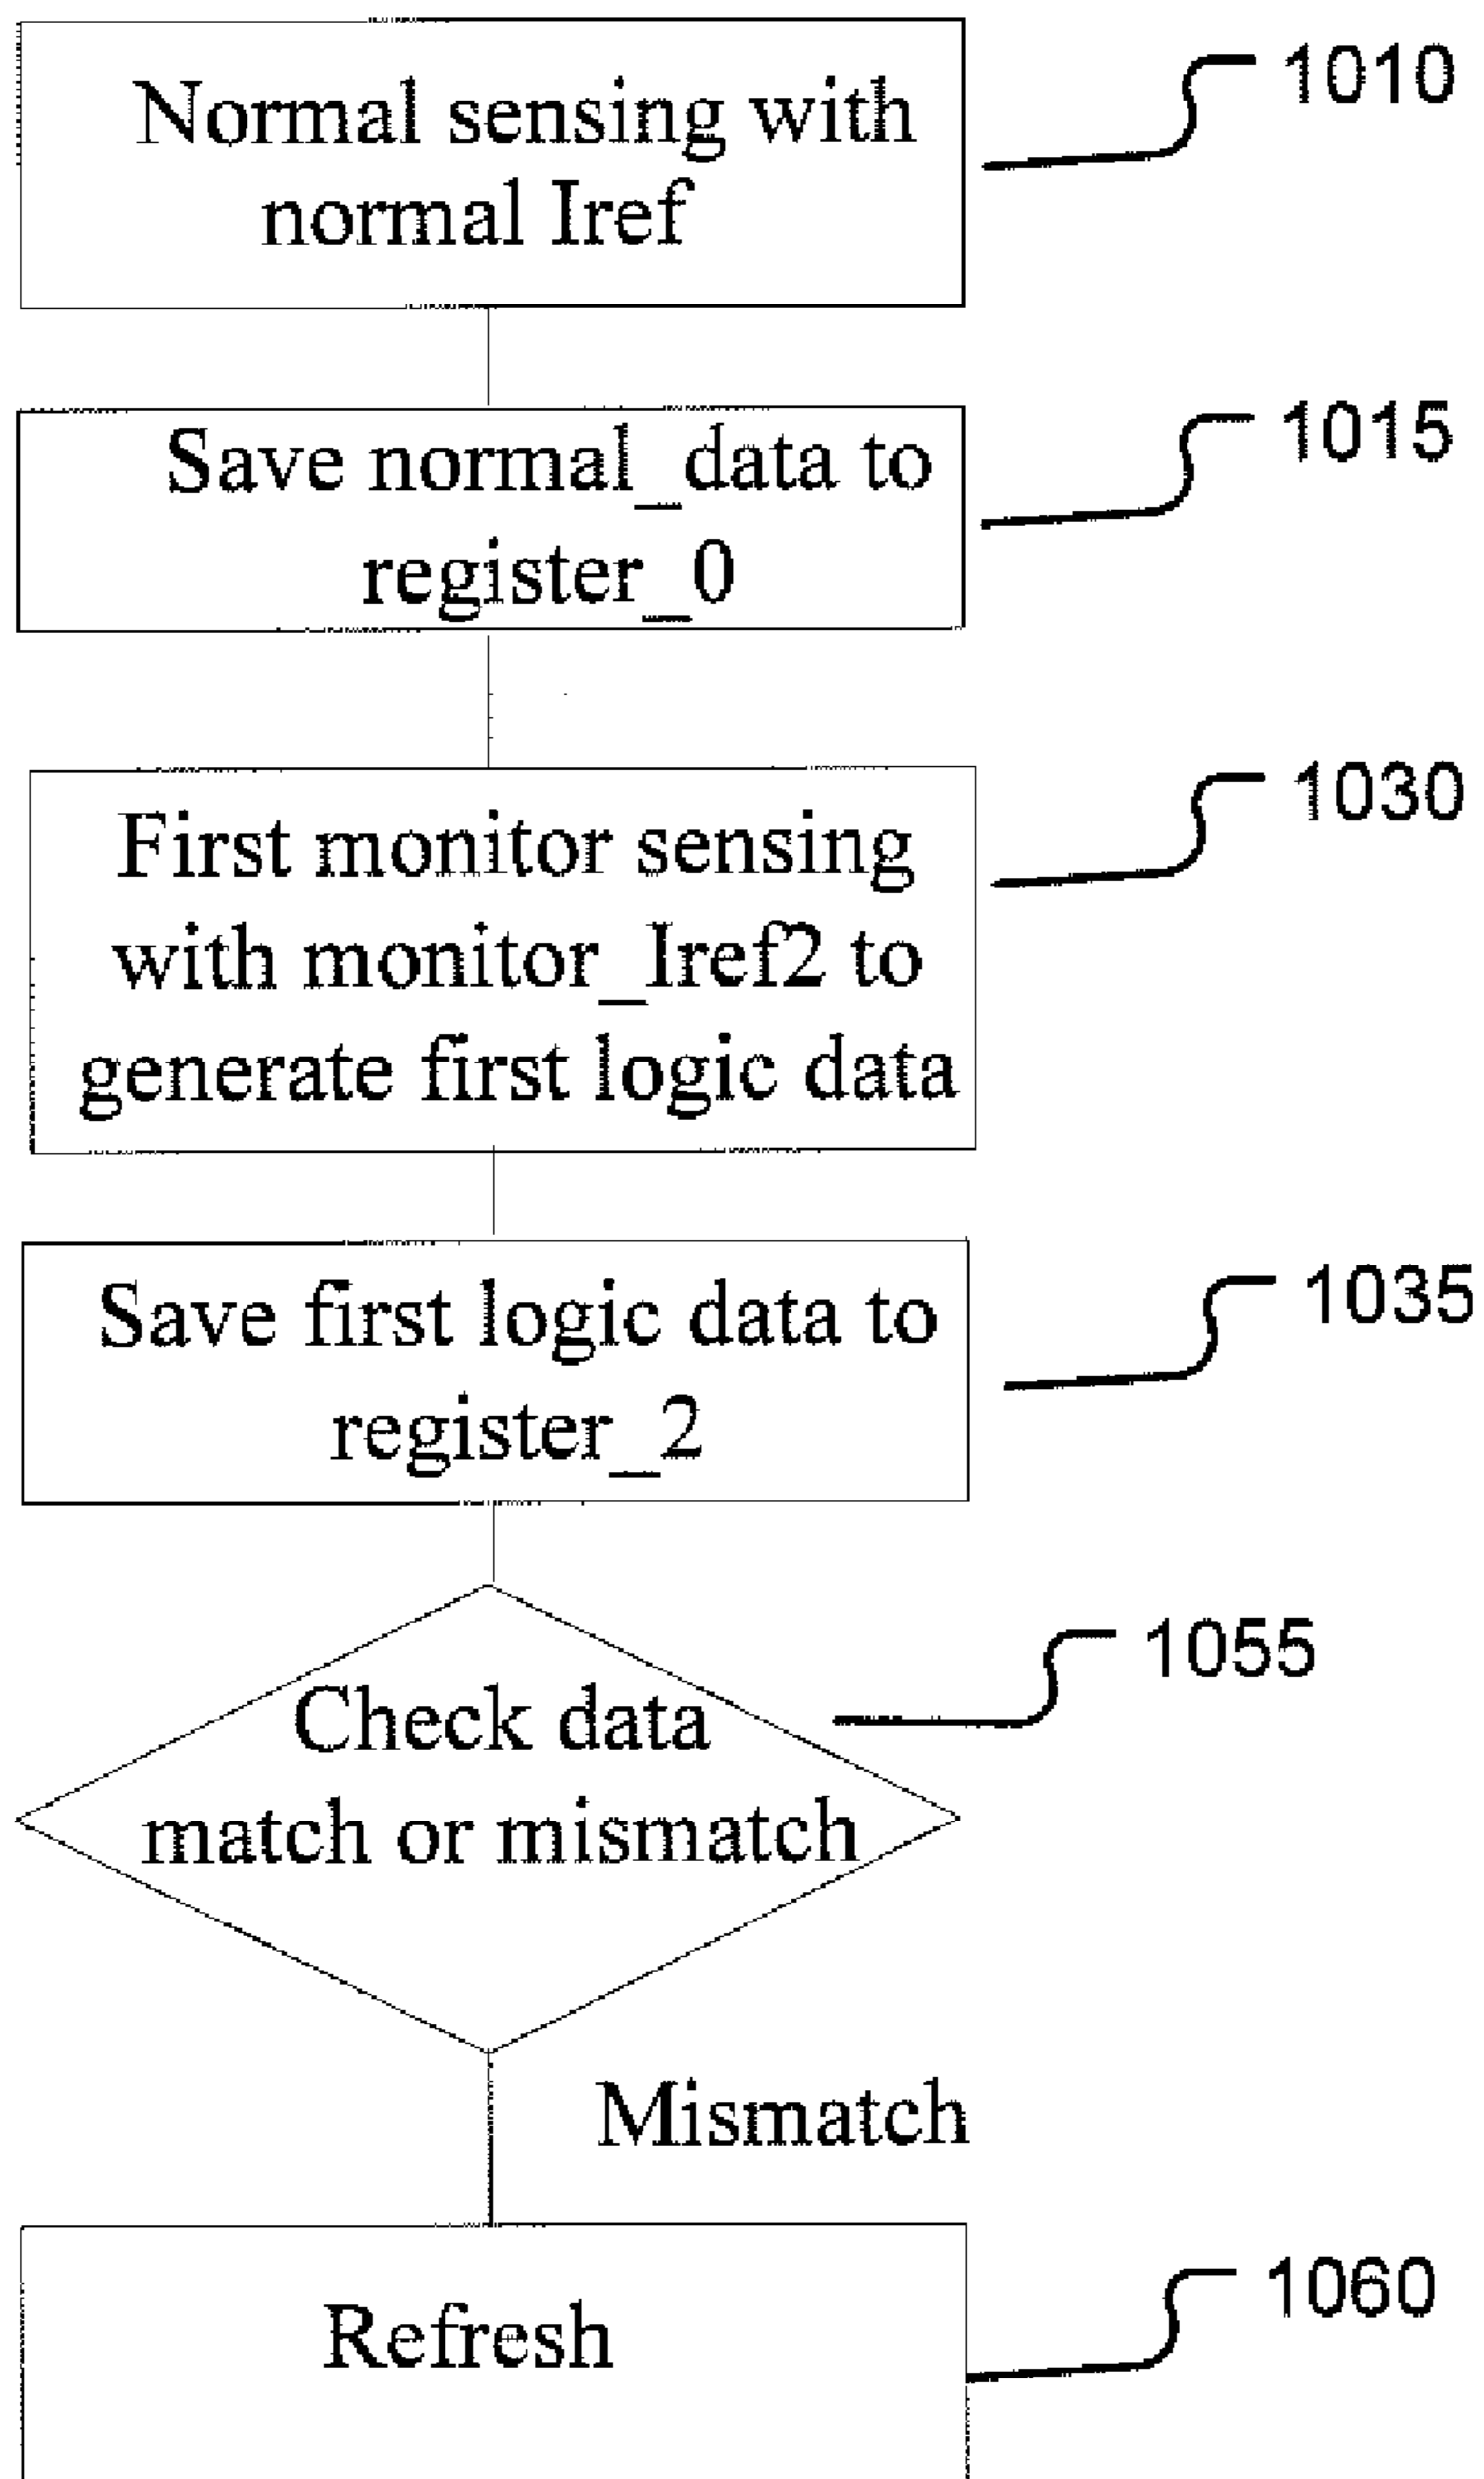 Normal sensing with
normal Iref
1010
Save normal_data to
register_0
1015
First monitor sensing
with monitor_Iref2 to
generate first logic data
1030
Save first logic data to
register_2
1035
Check data
match or mismatch
1055
Mismatch
Refresh
1060